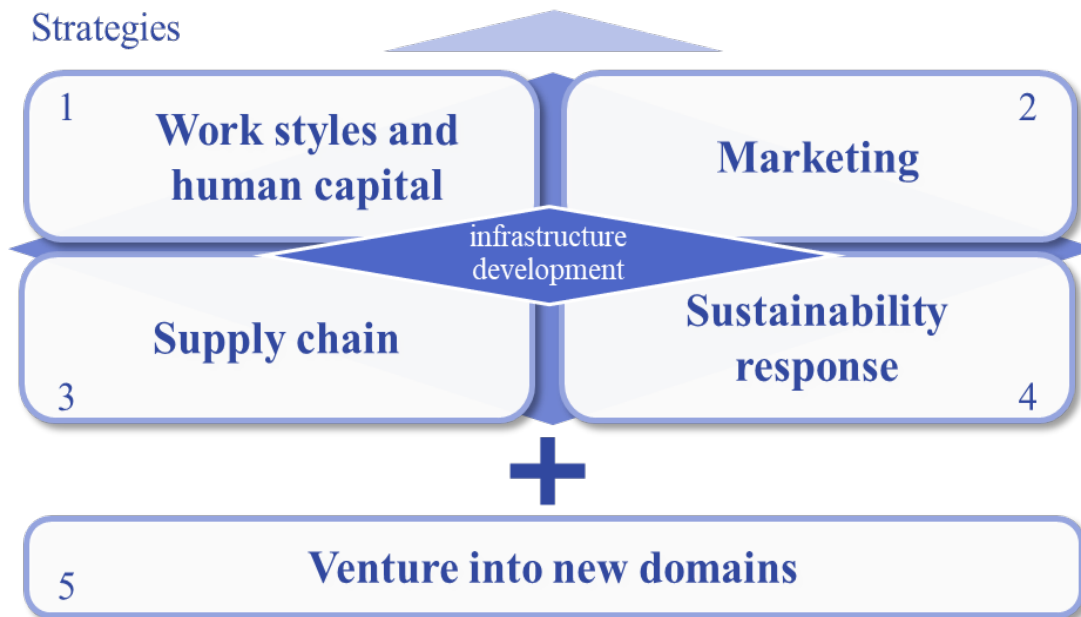 Strategies
1
Work styles and
human capital
2
Marketing
infrastructure
development
Supply chain
3
Sustainability
response
4
+
Venture into new domains
5